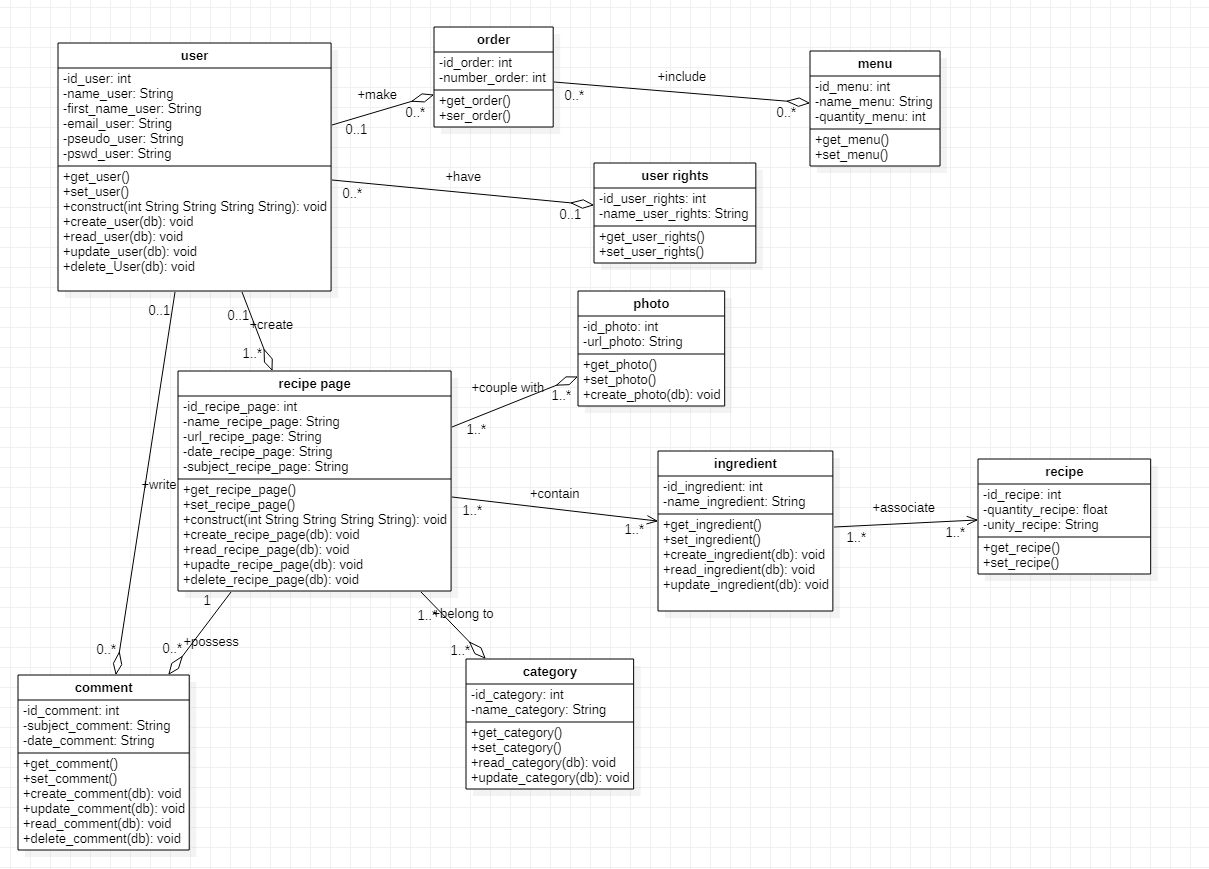 user
-id_user: int
-name_user: String
-first_name_user: String
-email_user: String
-pseudo_user: String
-pswd_user: String
+get_user()
+set_user()
+construct(int String String String String): void
+create_user(db): void
+read_user(db): void
+update_user(db): void
+delete_User(db): void
order
-id_order: int
-number_order: int
+get_order()
+ser_order()
menu
-id_menu: int
-name_menu: String
-quantity_menu: int
+get_menu()
+set_menu()
+make
0..1
0..*
+include
0..*
0..*
+have
0..*
0..1
user rights
-id_user_rights: int
-name_user_rights: String
+get_user_rights()
+set_user_rights()
0..1
0..1
+create
1..*
photo
-id_photo: int
-url_photo: String
+get_photo()
+set_photo()
+create_photo(db): void
recipe page
-id_recipe_page: int
-name_recipe_page: String
-url_recipe_page: String
-date_recipe_page: String
-subject_recipe_page: String
+get_recipe_page()
+set_recipe_page()
+construct(int String String String String): void
+create_recipe_page(db): void
+read_recipe_page(db): void
+upadte_recipe_page(db): void
+delete_recipe_page(db): void
+couple with
1..*
1..*
+contain
1..*
1..*
ingredient
-id_ingredient: int
-name_ingredient: String
+get_ingredient()
+set_ingredient()
+create_ingredient(db): void
+read_ingredient(db): void
+update_ingredient(db): void
+associate
1..*
1..*
recipe
-id_recipe: int
-quantity_recipe: float
-unity_recipe: String
+get_recipe()
+set_recipe()
+write
0..*
1
0..*
+possess
1..*
+belong to
1..*
comment
-id_comment: int
-subject_comment: String
-date_comment: String
+get_comment()
+set_comment()
+create_comment(db): void
+update_comment(db): void
+read_comment(db): void
+delete_comment(db): void
category
-id_category: int
-name_category: String
+get_category()
+set_category()
+read_category(db): void
+update_category(db): void